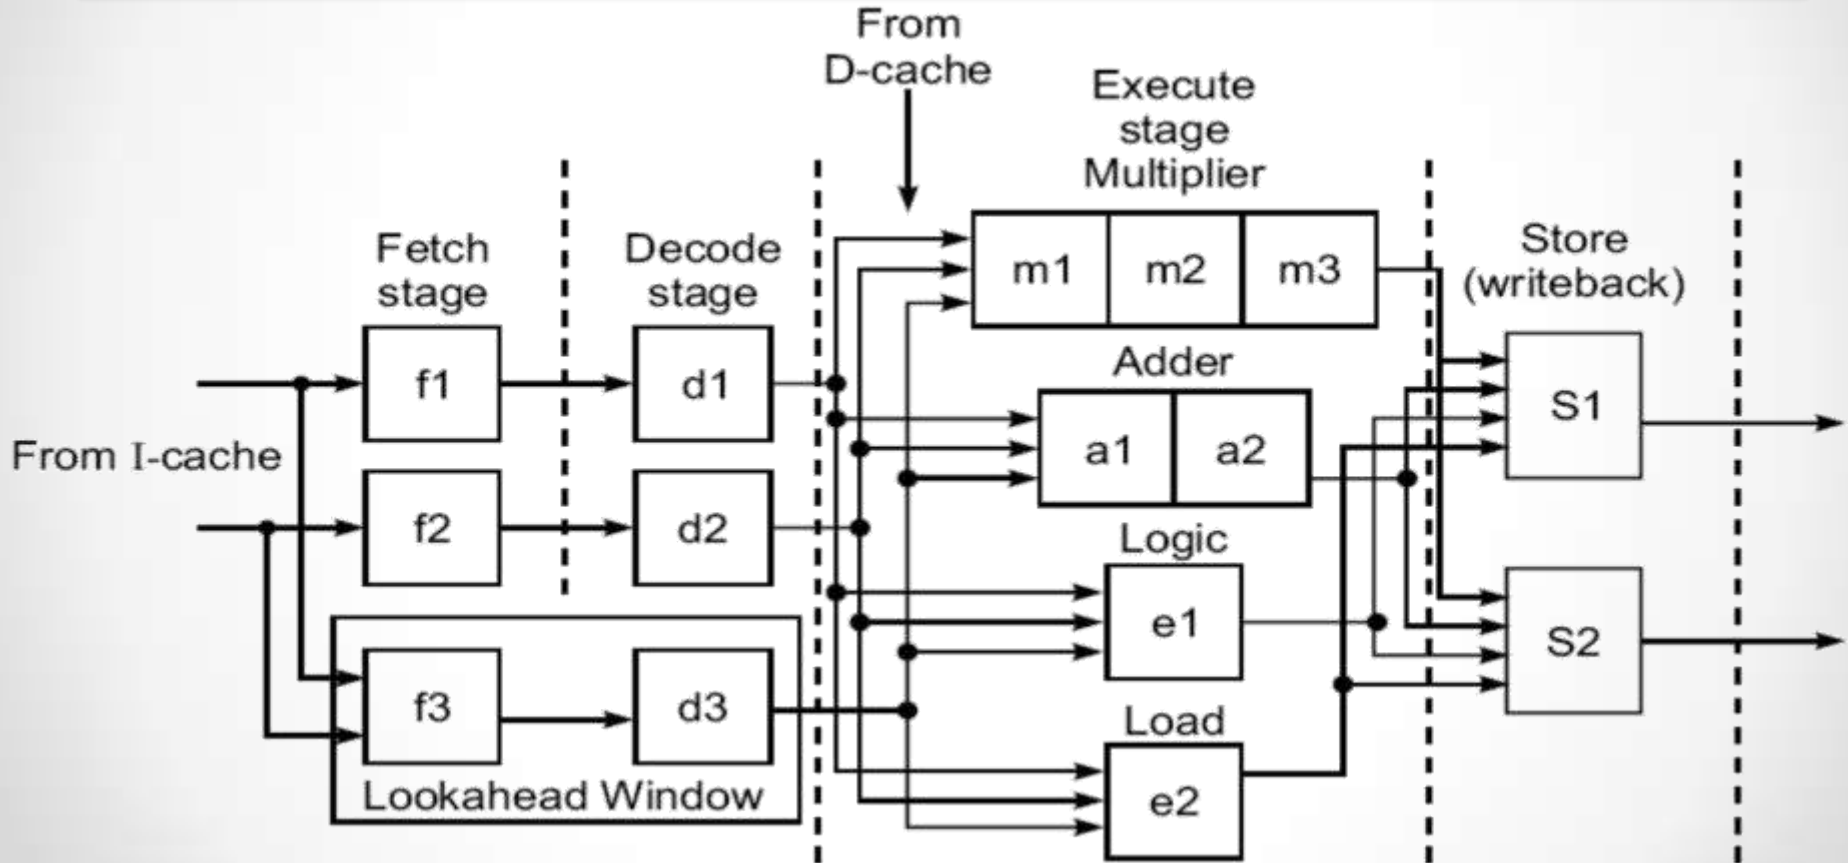 From
D-cache
Execute
stage
Multiplier
m1 m2 m3
Fetch
stage
Decode
stage
Store
(writeback)
Adder
f1
d1
a1 a2
S1
From I-cache
f2
d2
Logic
e1
S2
f3
d3
Load
Lookahead Window
e2